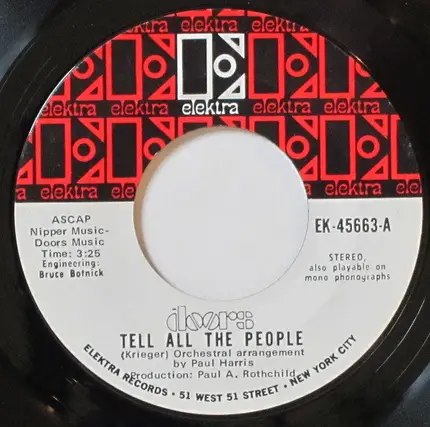 elektra elektra elektra
elektra elektra elektra elektra elektra
ASCAP
Nipper Music-
Doors Music
Time: 3:25
Engineering:
Bruce Botnick
EK-45663-A
STEREO,
also playable on
mono phonographs
doors
TELL ALL THE PEOPLE
(Krieger) Orchestral arrangement
by Paul Harris
Production: Paul A. Rothchild
ELEKTRA RECORDS • 51 WEST 51 STREET • NEW YORK CITY